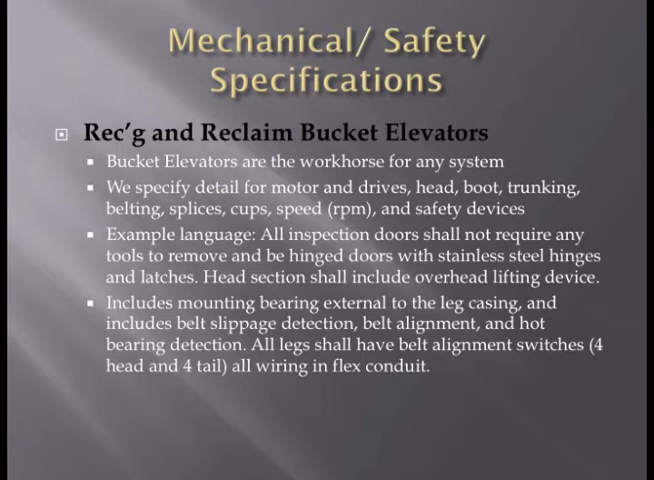 Mechanical/ Safety
Specifications
Rec'g and Reclaim Bucket Elevators
Bucket Elevators are the workhorse for any system
We specify detail for motor and drives, head, boot, trunking,
belting, splices, cups, speed (rpm), and safety devices
Example language: All inspection doors shall not require any
tools to remove and be hinged doors with stainless steel hinges
and latches. Head section shall include overhead lifting device.
Includes mounting bearing external to the leg casing, and
includes belt slippage detection, belt alignment, and hot
bearing detection. All legs shall have belt alignment switches (4
head and 4 tail) all wiring in flex conduit.